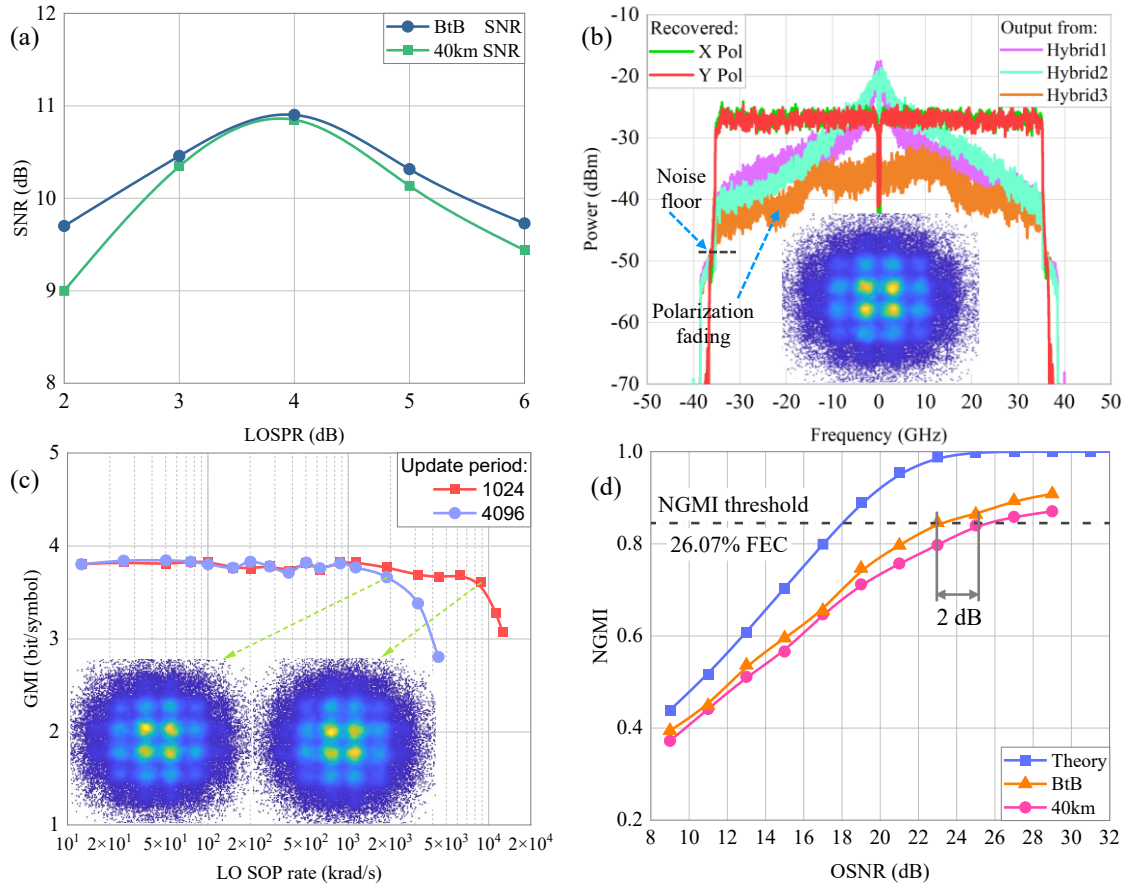 (a)
BtB SNR
40km SNR
12
11
10
9
8
SNR (dB)
2 3 4 5 6
LOSPR (dB)
(b)
Recovered:
X Pol
Y Pol
Output from:
Hybrid1
Hybrid2
Hybrid3
-10
-20
-30
-40
-50
-60
-70
Power (dBm)
Noise
floor
Polarization
fading
-50 -40 -30 -20 -10 0 10 20 30 40 50
Frequency (GHz)
(c)
Update period:
1024
4096
5
4
3
2
1
GMI (bit/symbol)
10¹ 2×10¹ 5×10¹ 10² 2×10² 5×10² 10³ 2×10³ 5×10³ 10⁴ 2×10⁴
LO SOP rate (krad/s)
(d)
NGMI threshold
26.07% FEC
2 dB
Theory
BtB
40km
1.0
0.8
0.6
0.4
0.2
NGMI
8 10 12 14 16 18 20 22 24 26 28 30 32
OSNR (dB)